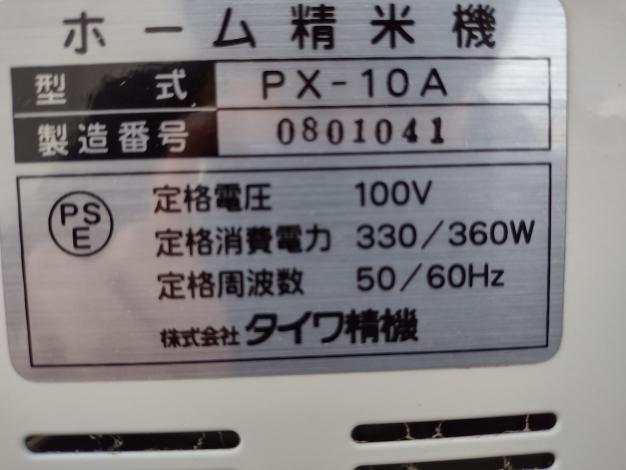 ホーム精米機
型式 PX-10A
製造番号 0801041
PSE
定格電圧 100V
定格消費電力 330/360W
定格周波数 50/60Hz
株式会社 タイワ精機